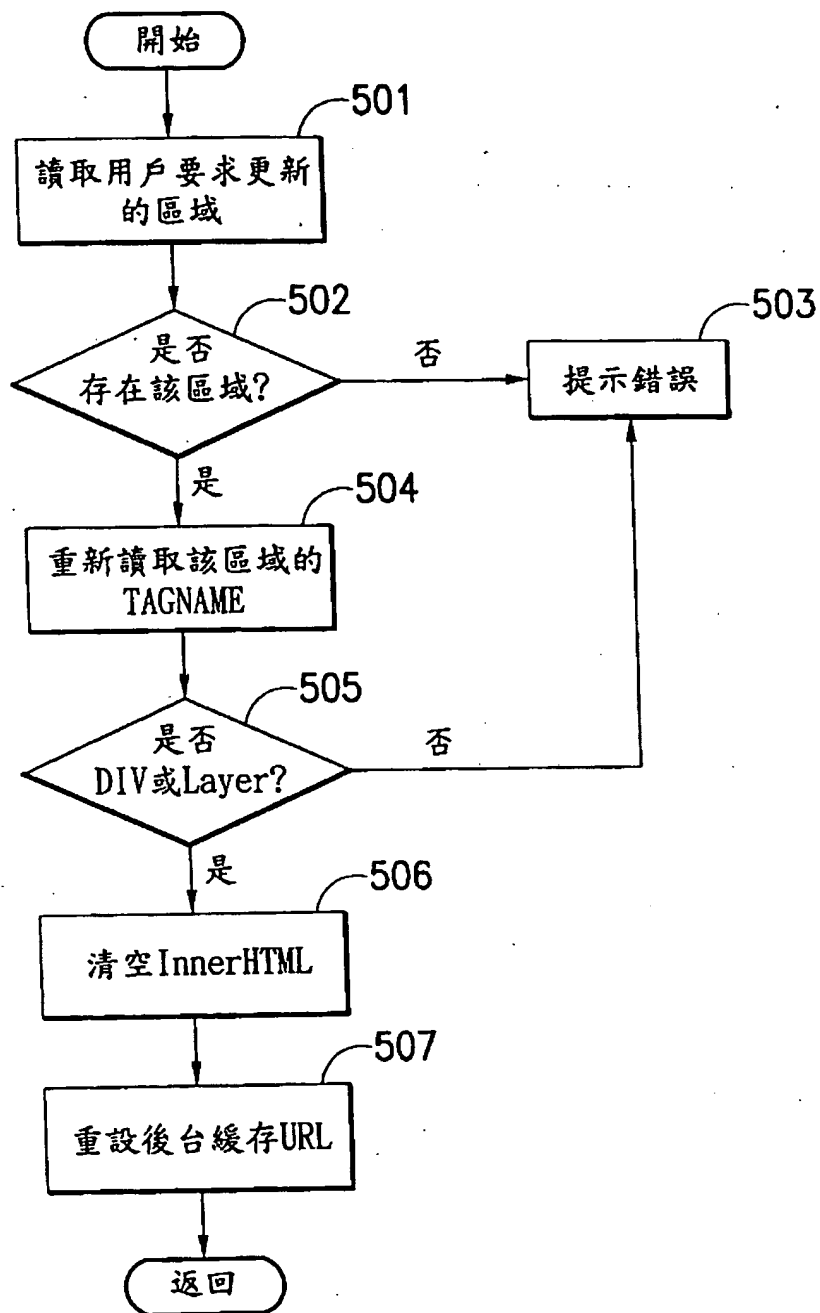 開始
501
讀取用戶要求更新
的區域
502
是否
存在該區域?
否
503
提示錯誤
是
504
重新讀取該區域的
TAGNAME
505
是否
DIV或Layer?
否
是
506
清空InnerHTML
507
重設後台緩存URL
返回